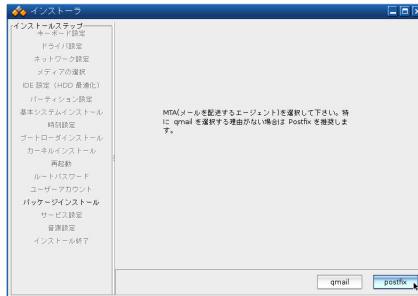 インストーラ
インストールステップ
キーボード設定
ドライバ設定
ネットワーク設定
メディアの選択
IDE 設定（HDD 最適化）
パーティション設定
基本システムインストール
時刻設定
ブートローダインストール
カーネルインストール
再起動
ルートパスワード
ユーザーアカウント
パッケージインストール
サービス設定
音源設定
インストール終了
MTA(メールを配送するエージェント)を選択して下さい。特
に qmail を選択する理由がない場合は Postfix を推奨しま
す。
qmail
postfix